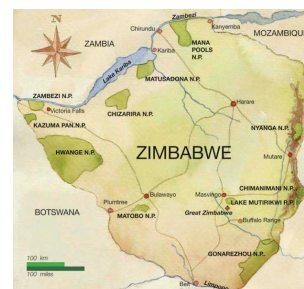 Zambezi
Kanyemba
Chirundu
ZAMBIA
MOZAMBIQU
MANA
POOLS
N.P.
Kariba
Lake Kariba
MATUSADONA N.P.
ZAMBEZI N.P.
Victoria Falls
CHIZARIRA N.P.
Harare
KAZUMA PAN N.P.
NYANGA N.P.
HWANGE N.P.
ZIMBABWE
Mutare
CHIMANIMANI N.P.
Bulawayo
Masvingo
LAKE MUTIRIKWI R.P.
Plumtree
Great Zimbabwe
BOTSWANA
MATOBO N.P.
Buffalo Range
GONAREZHOU N.P.
100 km
100 miles
Beit
Limpopo